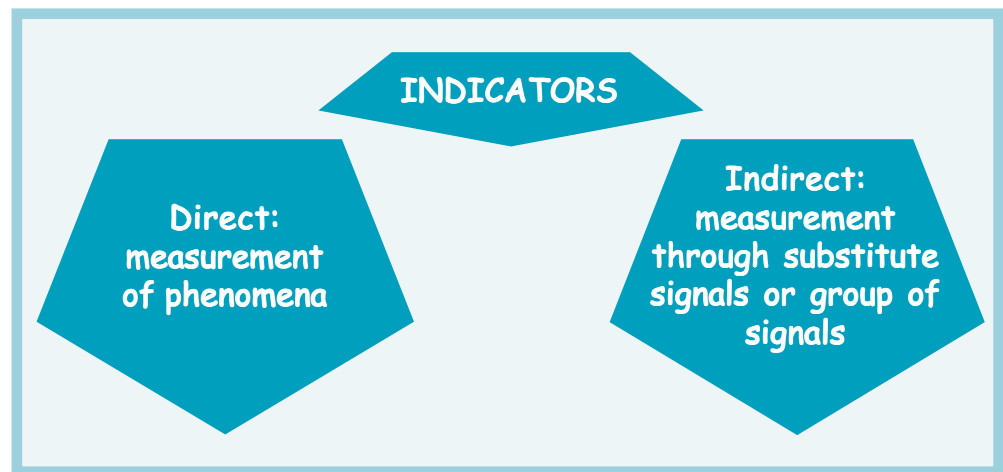 INDICATORS
Direct:
measurement
of phenomena
Indirect:
measurement
through substitute
signals or group of
signals